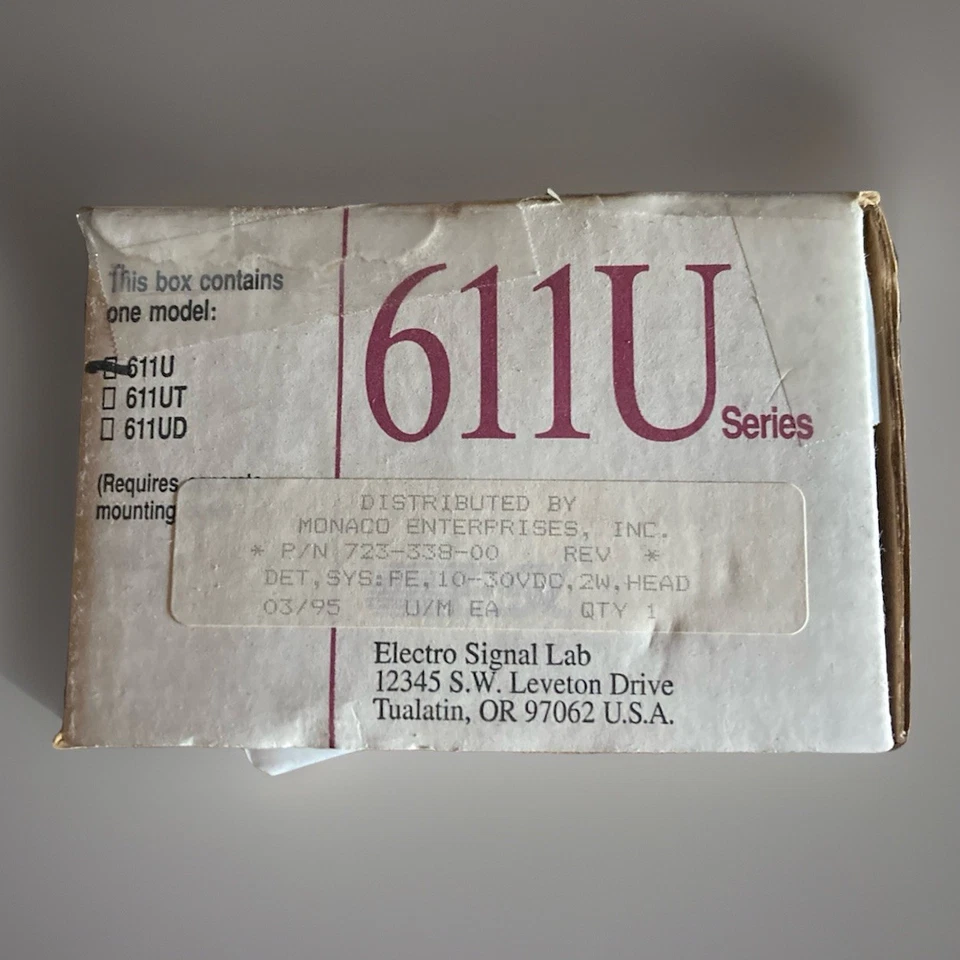 This box contains
one model:
611U
611UT
611UD
(Requires separate
mounting
611U
Series
DISTRIBUTED BY
MONACO ENTERPRISES, INC.
* P/N 723-338-00 REV *
DET,SYS:PE,10-30VDC,2W,HEAD
03/95 U/M EA QTY 1
Electro Signal Lab
12345 S.W. Leveton Drive
Tualatin, OR 97062 U.S.A.